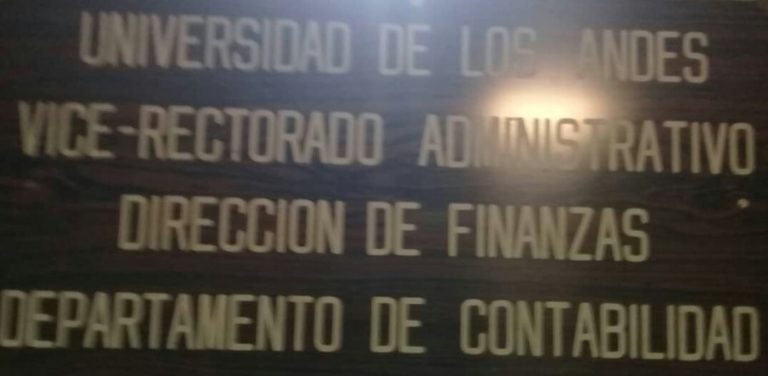 UNIVERSIDAD DE LOS ANDES
VICE-RECTORADO ADMINISTRATIVO
DIRECCION DE FINANZAS
DEPARTAMENTO DE CONTABILIDAD